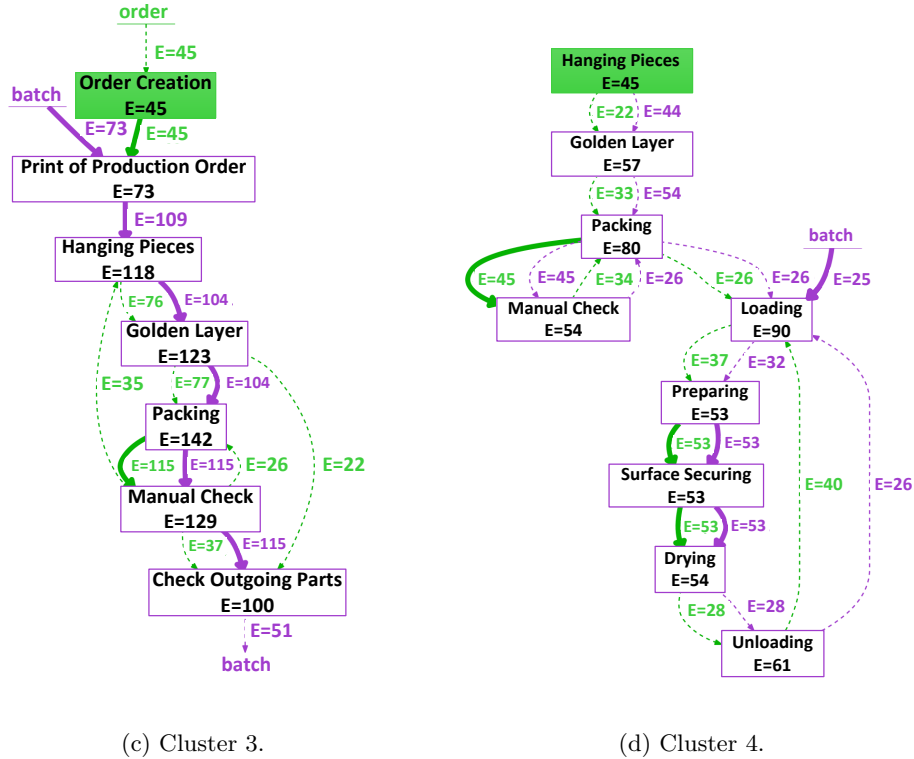 order
E=45
Order Creation
E=45
batch
E=73
E=45
Print of Production Order
E=73
E=109
Hanging Pieces
E=118
E=76
E=104
Golden Layer
E=123
E=35
E=77
E=104
Packing
E=142
E=115
E=115
E=26
E=22
Manual Check
E=129
E=37
E=115
Check Outgoing Parts
E=100
E=51
batch
(c) Cluster 3.
Hanging Pieces
E=45
E=22
E=44
Golden Layer
E=57
E=33
E=54
Packing
E=80
batch
E=45
E=45
E=34
E=26
E=26
E=26
E=25
Manual Check
E=54
Loading
E=90
E=37
E=32
Preparing
E=53
E=53
E=53
Surface Securing
E=53
E=40
E=26
E=53
E=53
Drying
E=54
E=28
E=28
Unloading
E=61
(d) Cluster 4.